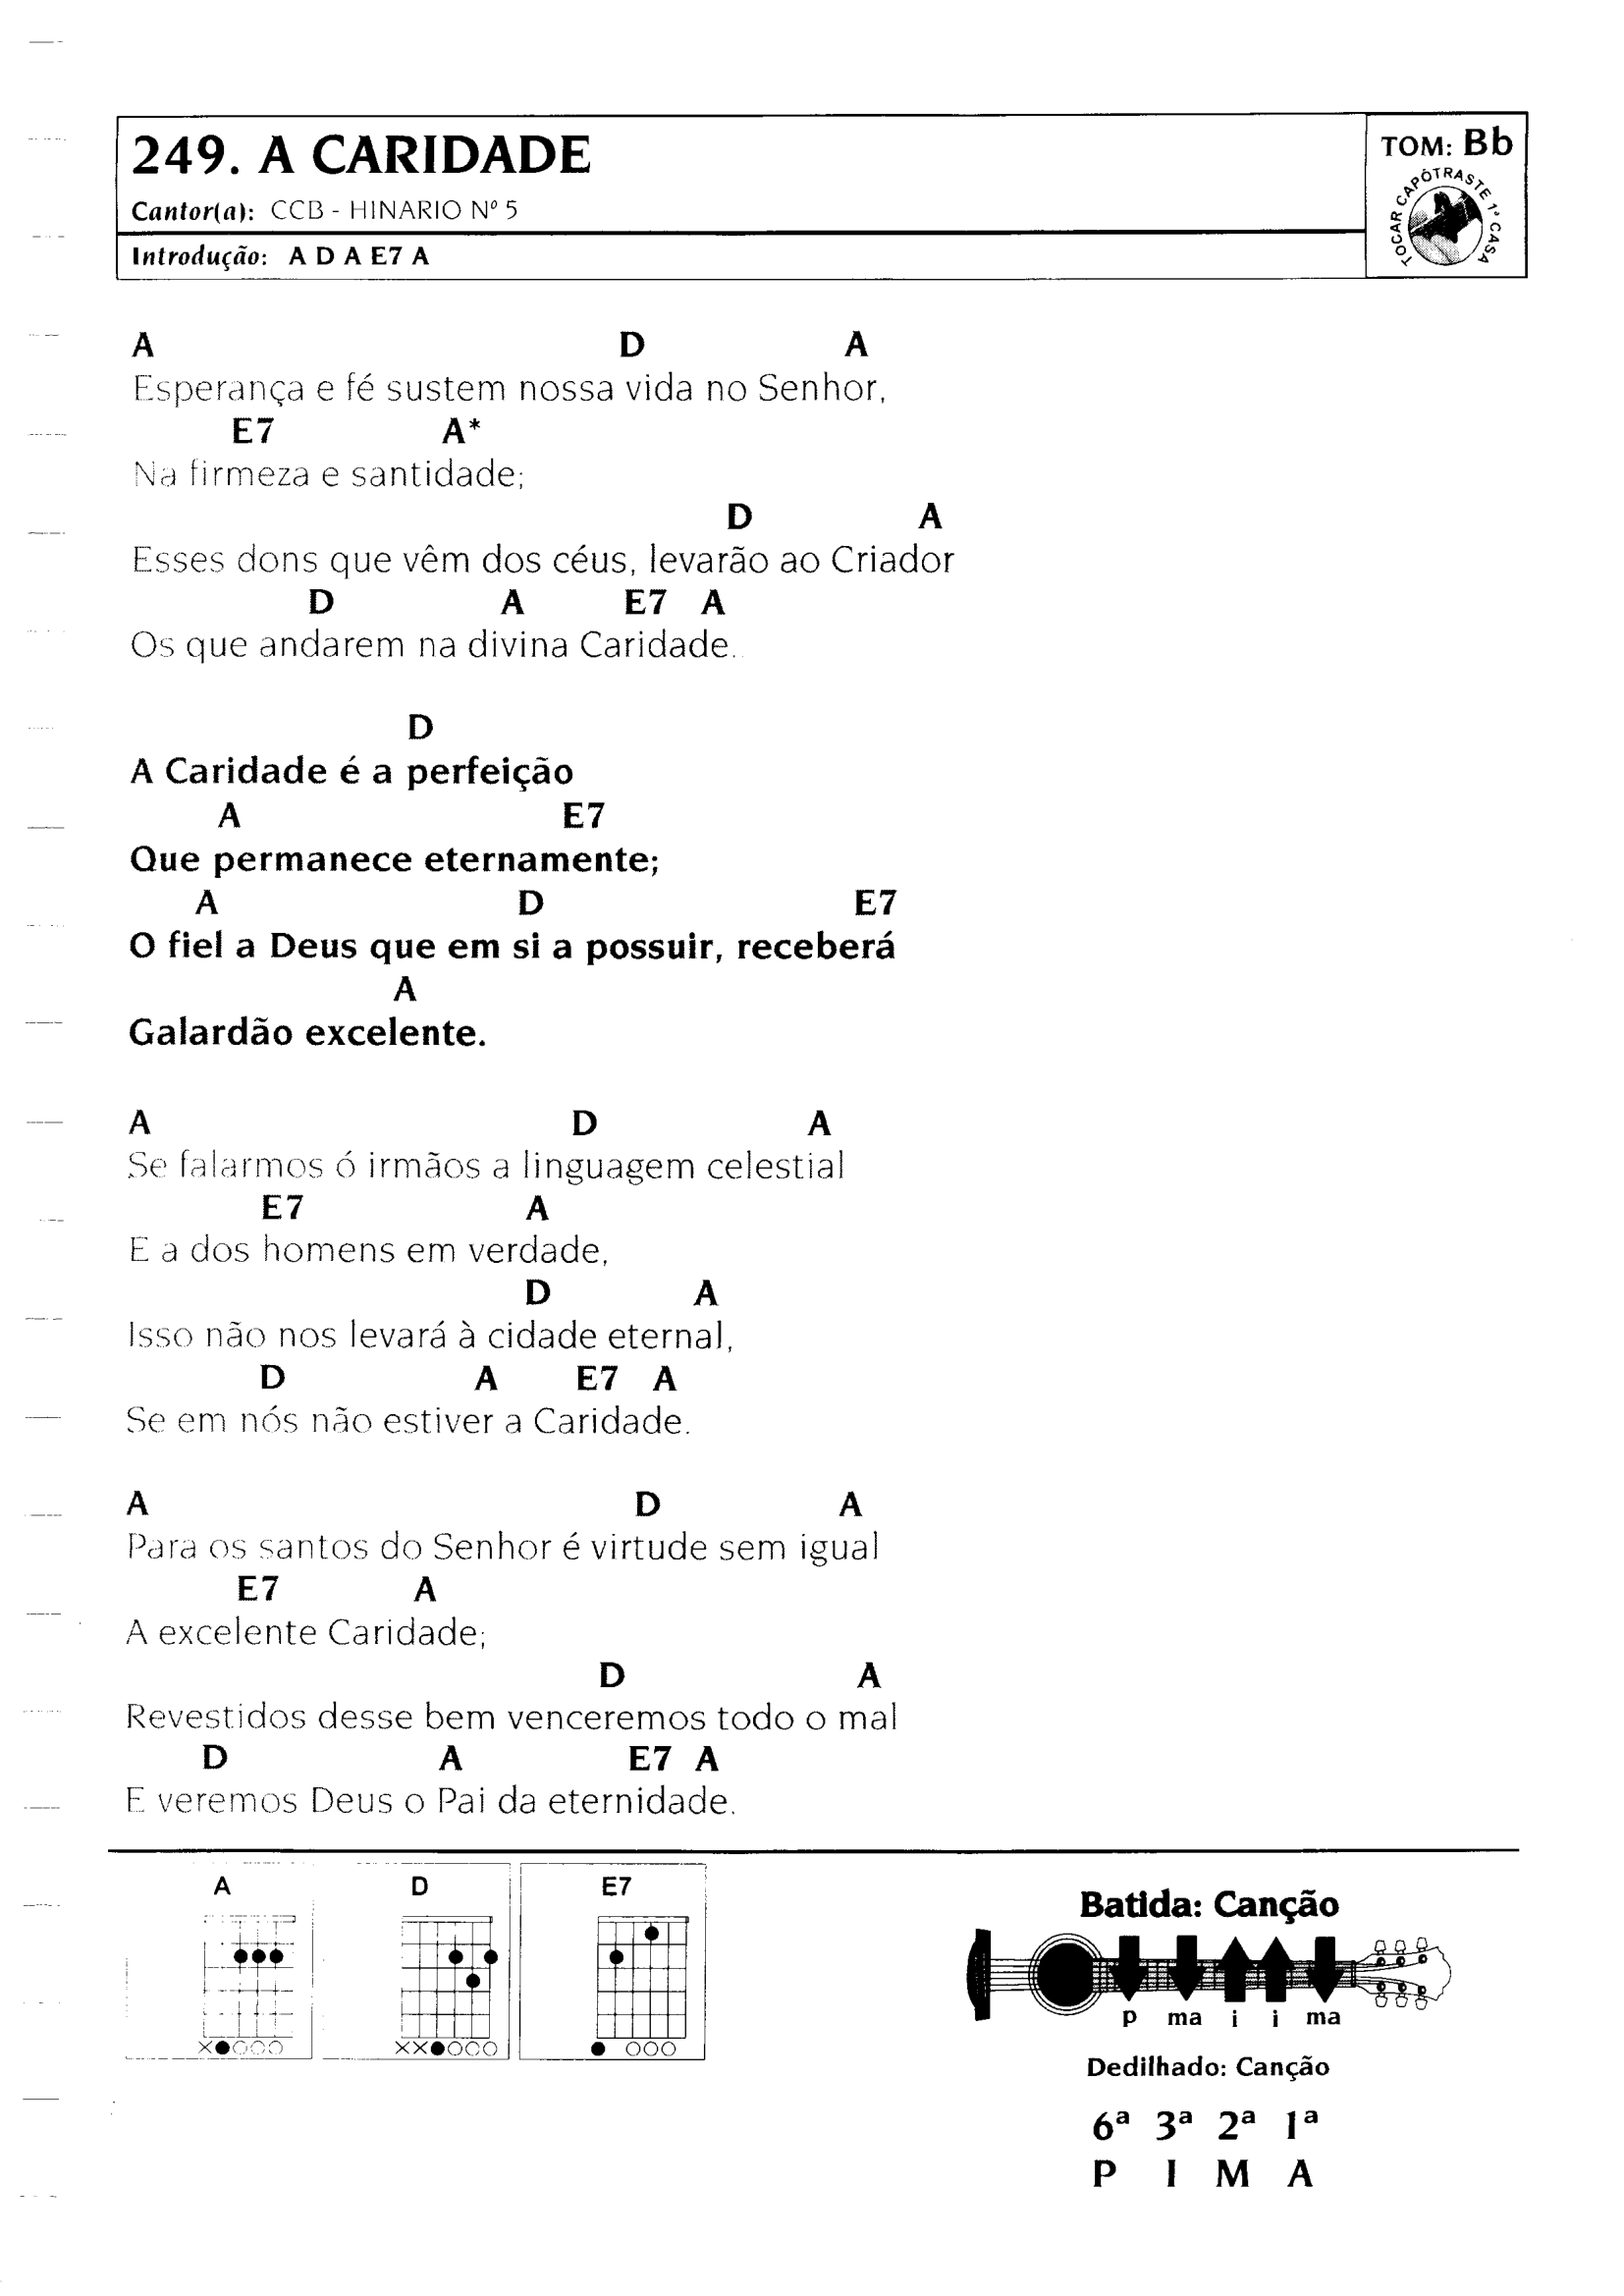 249. A CARIDADE
Cantor(a): CCB - HINARIO Nº 5
Introdução: A D A E7 A
TOM: Bb
TOCAR CAPÔTRASTE 1ª CASA
A D A
Esperança e fé sustem nossa vida no Senhor,
E7 A*
Na firmeza e santidade;
D A
Esses dons que vêm dos céus, levarão ao Criador
D A E7 A
Os que andarem na divina Caridade.
D
A Caridade é a perfeição
A E7
Que permanece eternamente;
A D E7
O fiel a Deus que em si a possuir, receberá
A
Galardão excelente.
A D A
Se falarmos ó irmãos a linguagem celestial
E7 A
E a dos homens em verdade,
D A
Isso não nos levará à cidade eternal,
D A E7 A
Se em nós não estiver a Caridade.
A D A
Para os santos do Senhor é virtude sem igual
E7 A
A excelente Caridade;
D A
Revestidos desse bem venceremos todo o mal
D A E7 A
E veremos Deus o Pai da eternidade.
A D E7
Batida: Canção
p ma i i ma
Dedilhado: Canção
6ª 3ª 2ª 1ª
P I M A